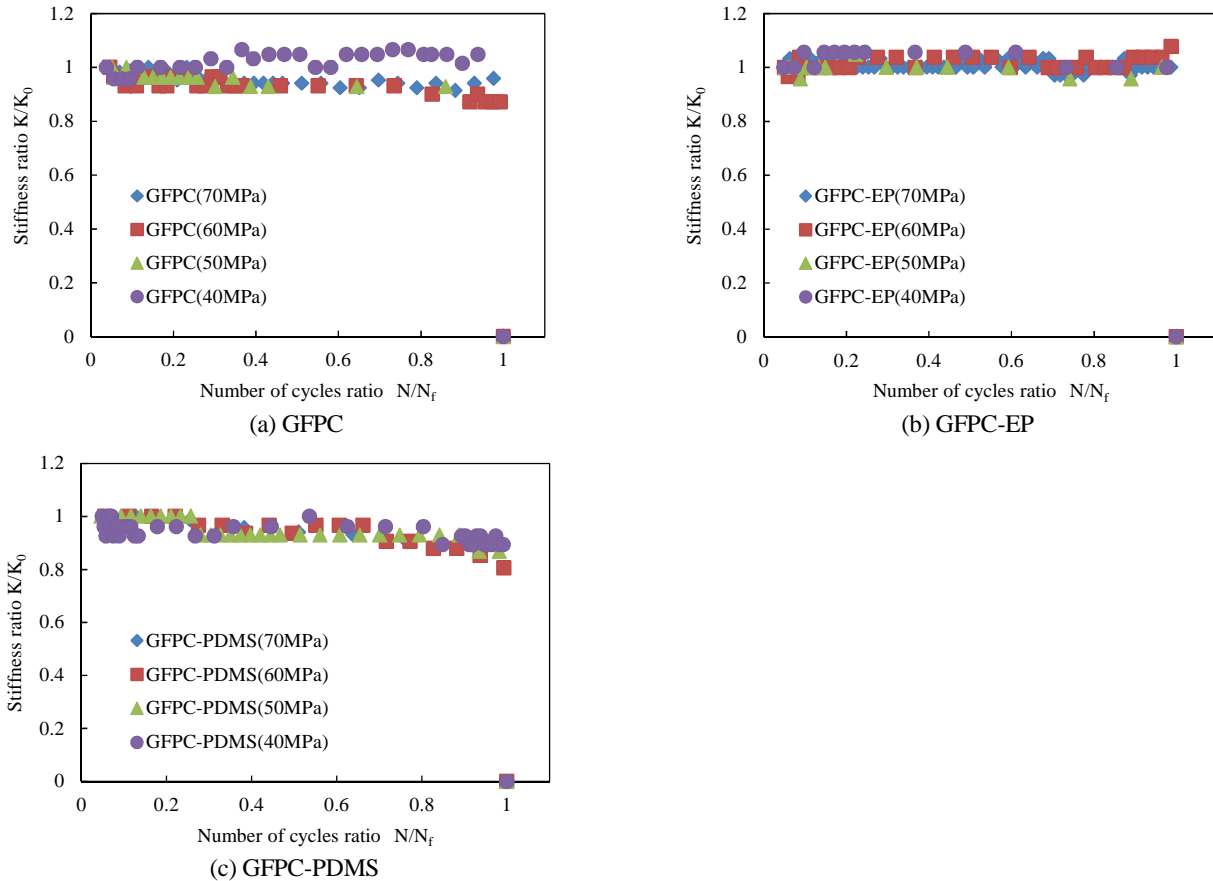 1.2
1
0.8
0.6
0.4
0.2
0
Stiffness ratio K/K₀
GFPC(70MPa)
GFPC(60MPa)
GFPC(50MPa)
GFPC(40MPa)
0 0.2 0.4 0.6 0.8 1
Number of cycles ratio N/Nf
(a) GFPC
1.2
1
0.8
0.6
0.4
0.2
0
Stiffness ratio K/K₀
GFPC-EP(70MPa)
GFPC-EP(60MPa)
GFPC-EP(50MPa)
GFPC-EP(40MPa)
0 0.2 0.4 0.6 0.8 1
Number of cycles ratio N/Nf
(b) GFPC-EP
1.2
1
0.8
0.6
0.4
0.2
0
Stiffness ratio K/K₀
GFPC-PDMS(70MPa)
GFPC-PDMS(60MPa)
GFPC-PDMS(50MPa)
GFPC-PDMS(40MPa)
0 0.2 0.4 0.6 0.8 1
Number of cycles ratio N/Nf
(c) GFPC-PDMS